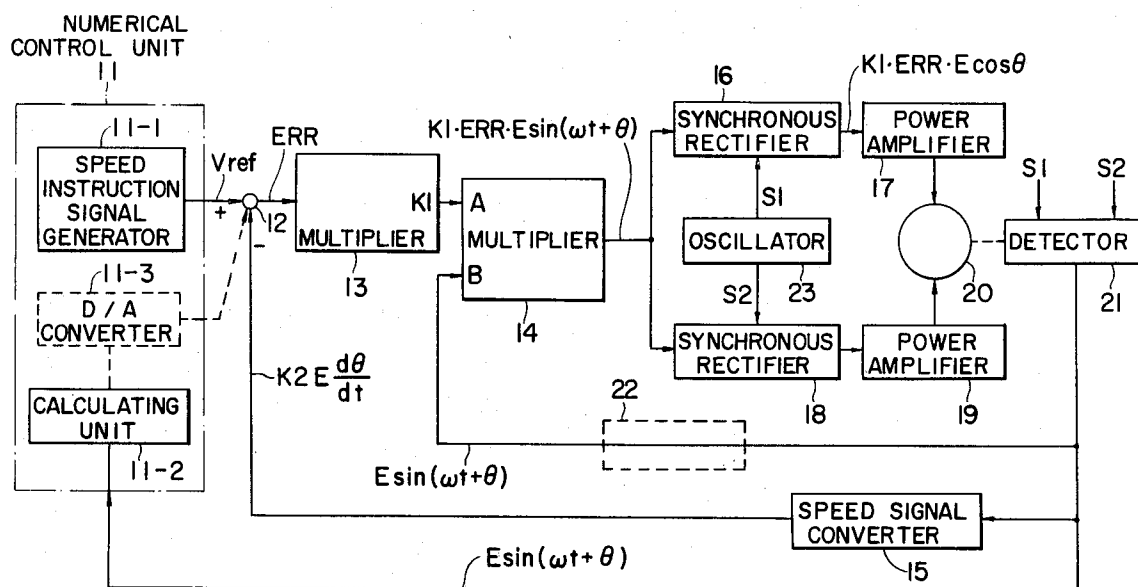 NUMERICAL
CONTROL UNIT
11
11-1
SPEED
INSTRUCTION
SIGNAL
GENERATOR
Vref
+
-
12
ERR
K1
MULTIPLIER
13
A
MULTIPLIER
B
14
K1·ERR·Esin(ωt+θ)
16
SYNCHRONOUS
RECTIFIER
K1·ERR·Ecosθ
POWER
AMPLIFIER
17
S1
OSCILLATOR
23
S2
SYNCHRONOUS
RECTIFIER
18
POWER
AMPLIFIER
19
20
S1
S2
DETECTOR
21
11-3
D/A
CONVERTER
CALCULATING
UNIT
11-2
K2E dθ/dt
22
Esin(ωt+θ)
SPEED SIGNAL
CONVERTER
15
Esin(ωt+θ)